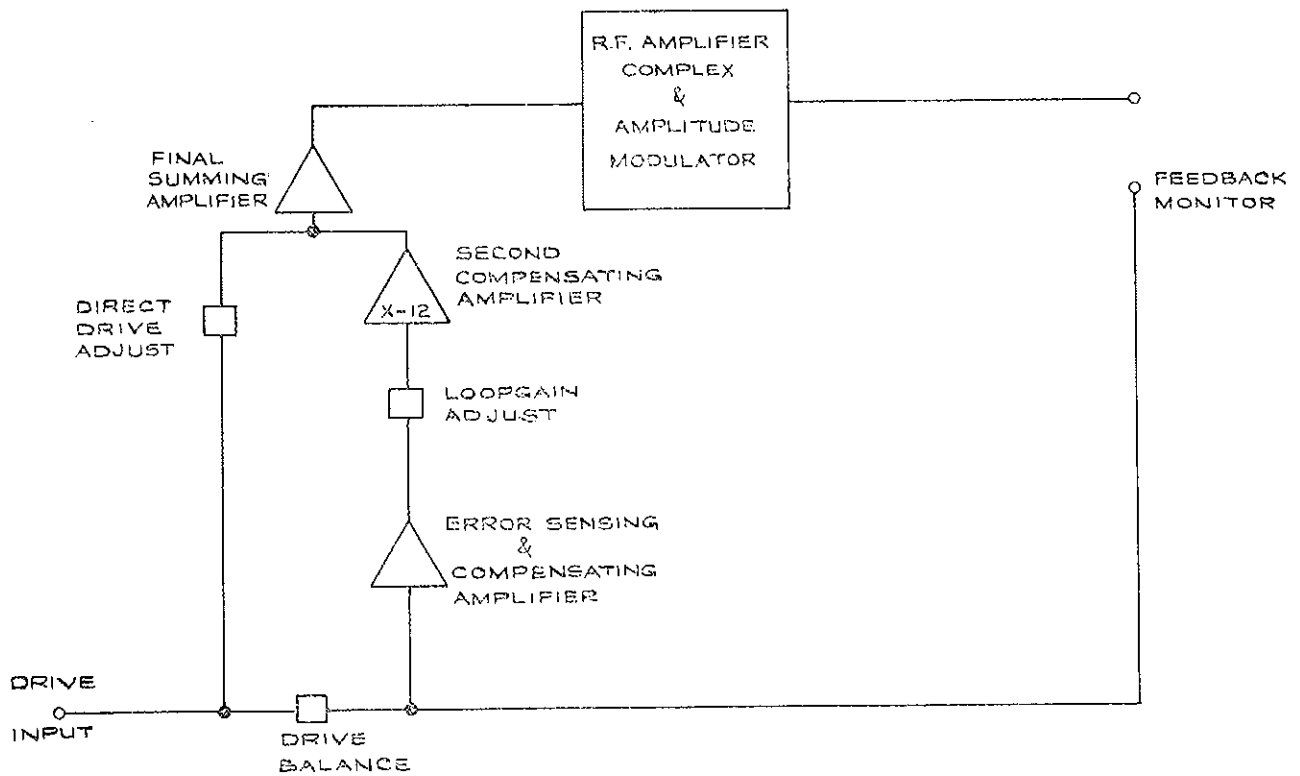 R.F. AMPLIFIER
COMPLEX
&
AMPLITUDE
MODULATOR
FINAL
SUMMING
AMPLIFIER
FEEDBACK
MONITOR
SECOND
COMPENSATING
AMPLIFIER
X-12
DIRECT
DRIVE
ADJUST
LOOPGAIN
ADJUST
ERROR SENSING
&
COMPENSATING
AMPLIFIER
DRIVE
INPUT
DRIVE
BALANCE